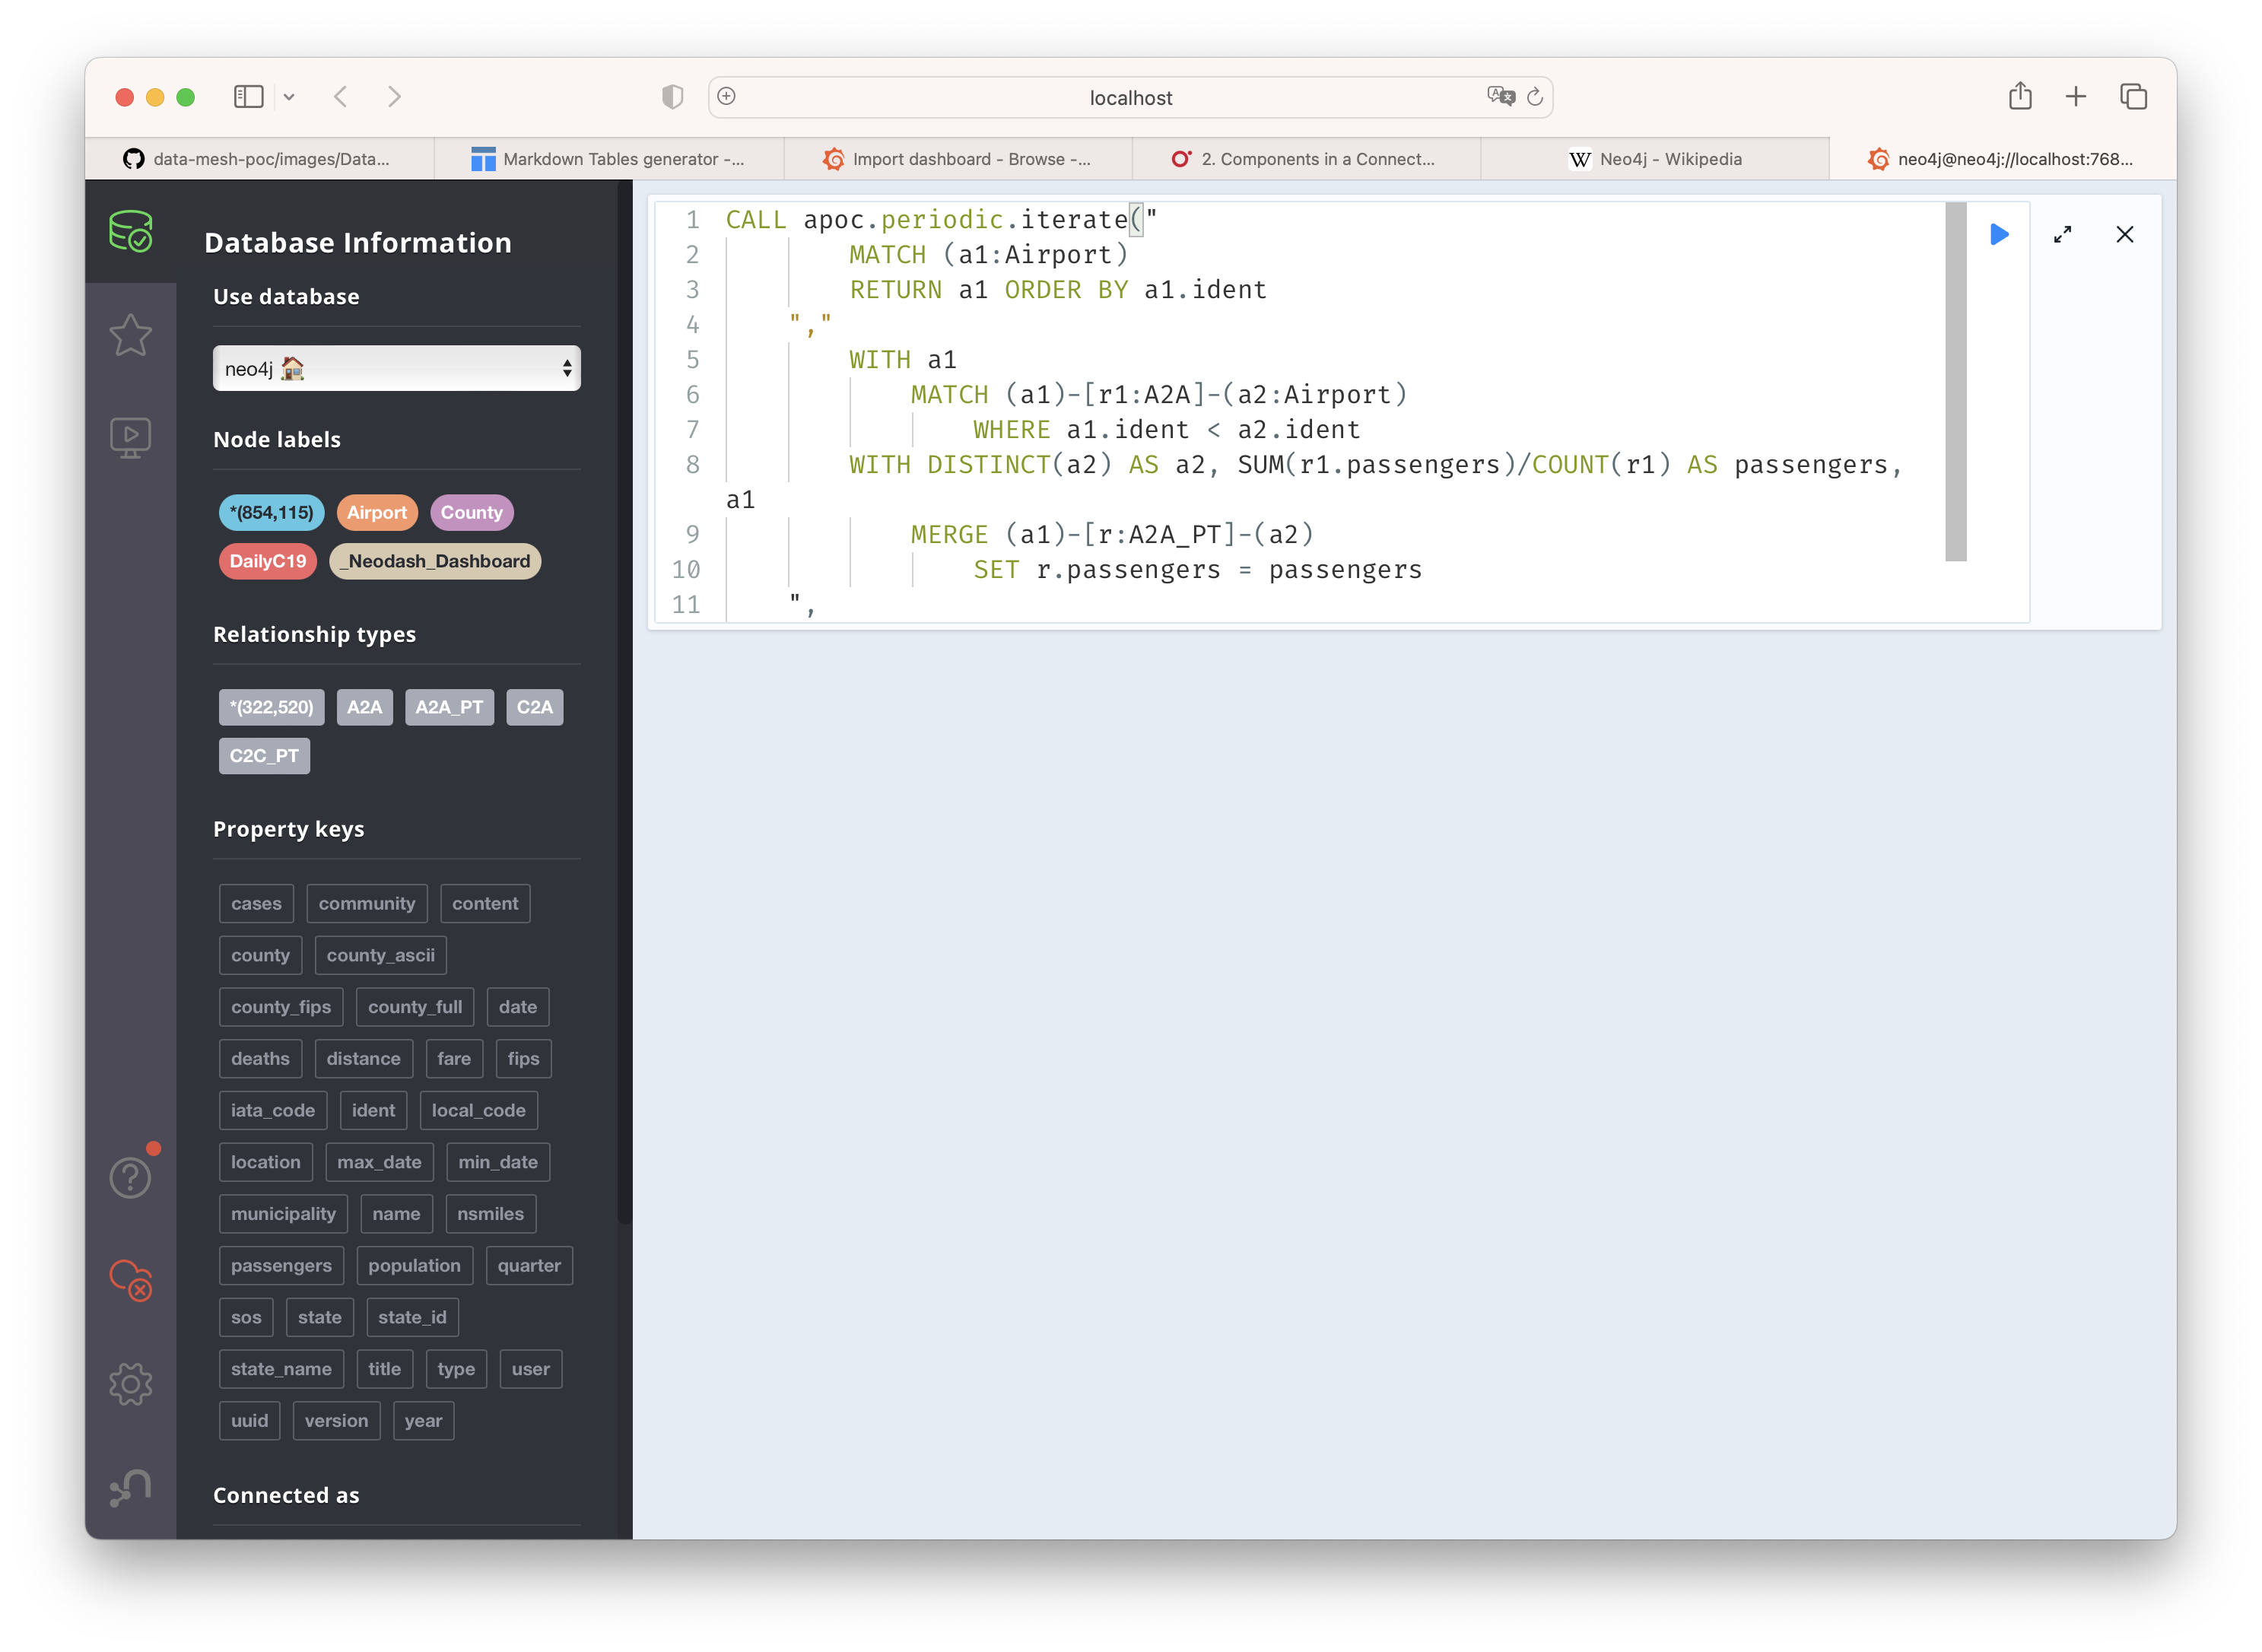 localhost
data-mesh-poc/images/Data...
Markdown Tables generator -...
Import dashboard - Browse -...
2. Components in a Connect...
W Neo4j - Wikipedia
neo4j@neo4j://localhost:768...
Database Information
Use database
neo4j
Node labels
*(854,115) Airport County
DailyC19 _Neodash_Dashboard
Relationship types
*(322,520) A2A A2A_PT C2A
C2C_PT
Property keys
cases community content
county county_ascii
county_fips county_full date
deaths distance fare fips
iata_code ident local_code
location max_date min_date
municipality name nsmiles
passengers population quarter
sos state state_id
state_name title type user
uuid version year
Connected as
1 CALL apoc.periodic.iterate("
2 MATCH (a1:Airport)
3 RETURN a1 ORDER BY a1.ident
4 ","
5 WITH a1
6 MATCH (a1)-[r1:A2A]-(a2:Airport)
7 WHERE a1.ident < a2.ident
8 WITH DISTINCT(a2) AS a2, SUM(r1.passengers)/COUNT(r1) AS passengers,
a1
9 MERGE (a1)-[r:A2A_PT]-(a2)
10 SET r.passengers = passengers
11 ",